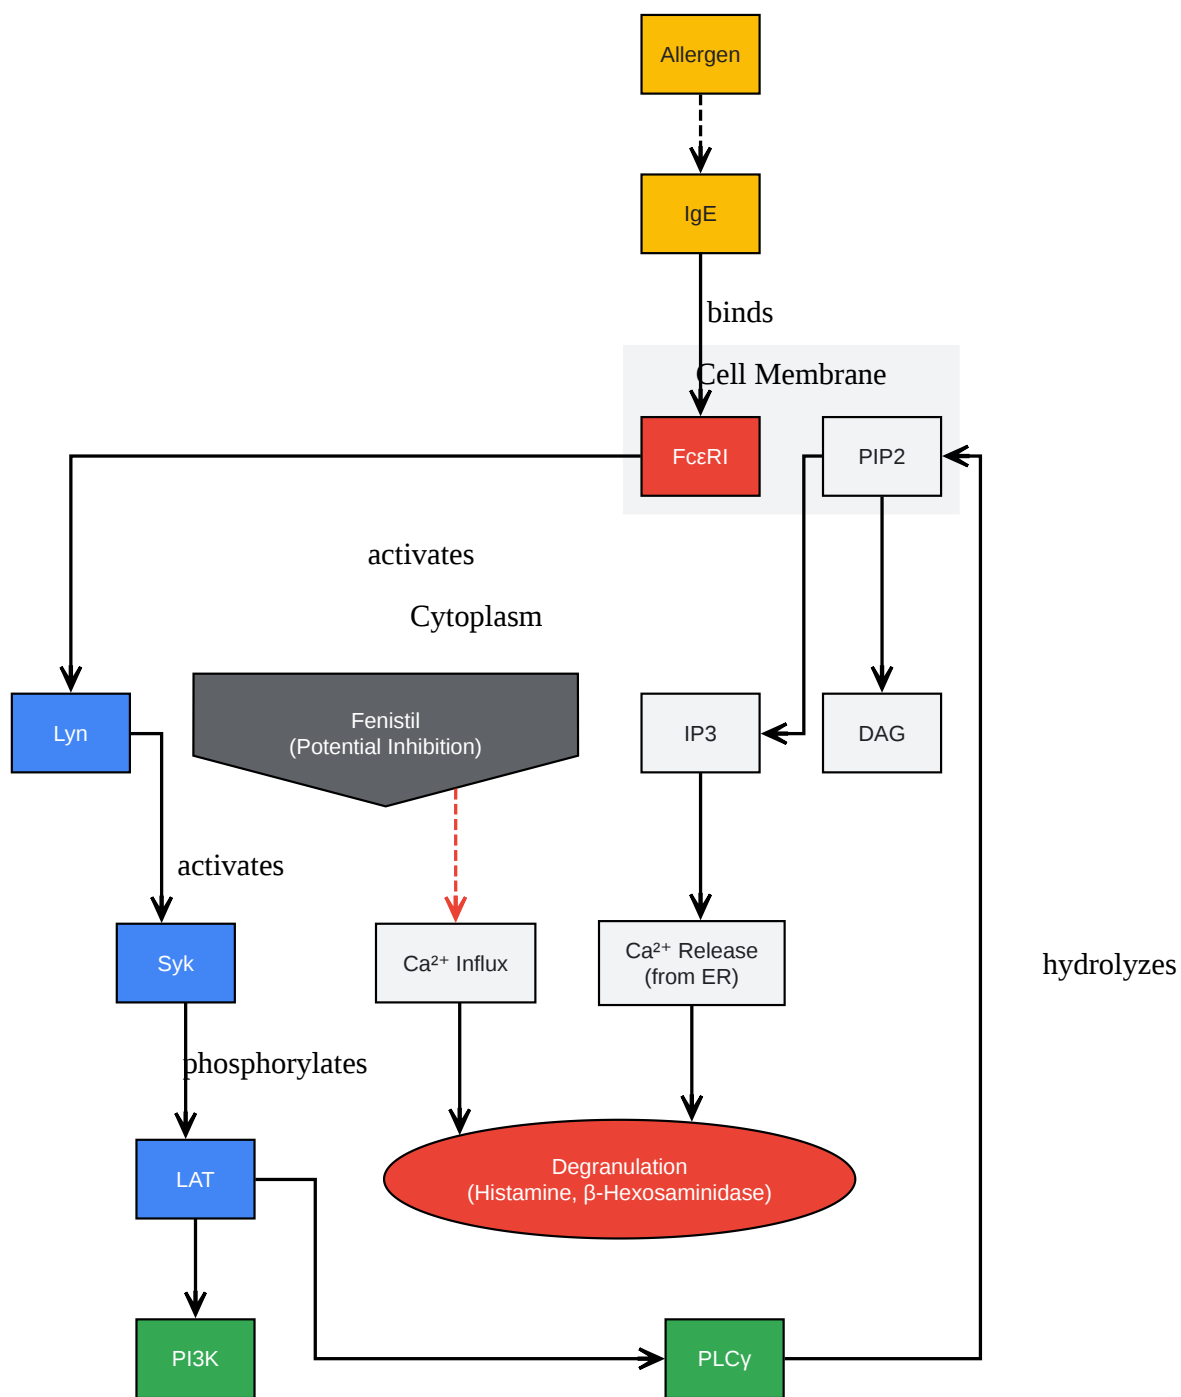 Allergen
IgE
binds
Cell Membrane
FcεRI
PIP2
activates
Cytoplasm
Lyn
Fenistil
(Potential Inhibition)
IP3
DAG
activates
Syk
Ca²⁺ Influx
Ca²⁺ Release
(from ER)
hydrolyzes
phosphorylates
LAT
Degranulation
(Histamine, β-Hexosaminidase)
PI3K
PLCγ